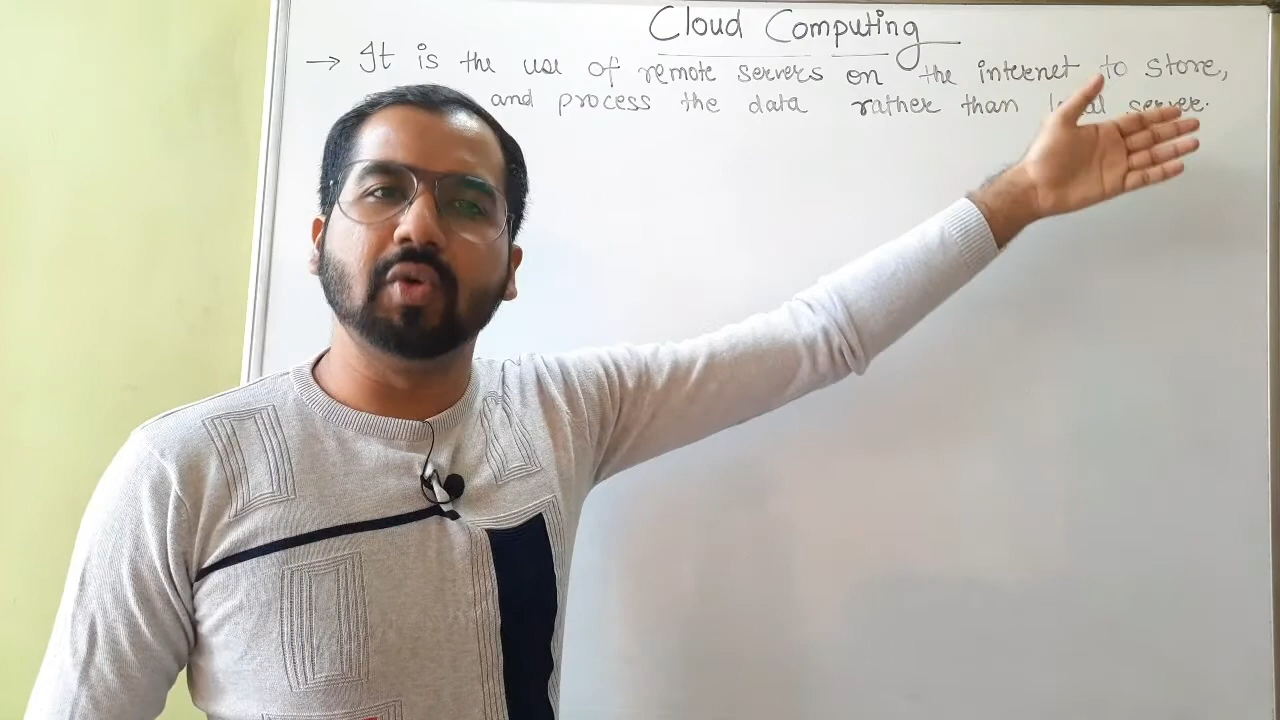 Cloud Computing
→ It is the use of remote servers on the internet to store,
and process the data rather than server.